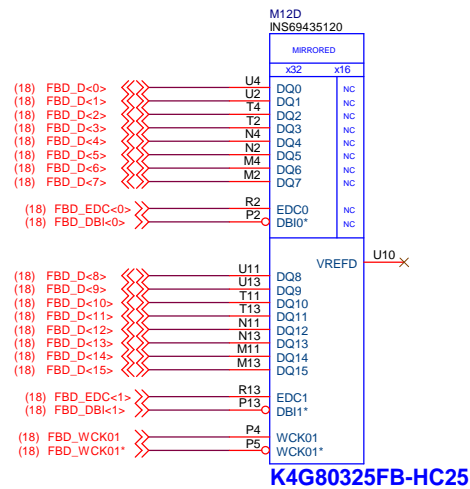 M12D
INS69435120
MIRRORED
x32 x16
(18) FBD_D<0> U4 DQ0 NC
(18) FBD_D<1> U2 DQ1 NC
(18) FBD_D<2> T4 DQ2 NC
(18) FBD_D<3> T2 DQ3 NC
(18) FBD_D<4> N4 DQ4 NC
(18) FBD_D<5> N2 DQ5 NC
(18) FBD_D<6> M4 DQ6 NC
(18) FBD_D<7> M2 DQ7 NC
(18) FBD_EDC<0> R2 EDC0 NC
(18) FBD_DBI<0> P2 DBI0* NC
VREFD U10
(18) FBD_D<8> U11 DQ8
(18) FBD_D<9> U13 DQ9
(18) FBD_D<10> T11 DQ10
(18) FBD_D<11> T13 DQ11
(18) FBD_D<12> N11 DQ12
(18) FBD_D<13> N13 DQ13
(18) FBD_D<14> M11 DQ14
(18) FBD_D<15> M13 DQ15
(18) FBD_EDC<1> R13 EDC1
(18) FBD_DBI<1> P13 DBI1*
(18) FBD_WCK01 P4 WCK01
(18) FBD_WCK01* P5 WCK01*
K4G80325FB-HC25